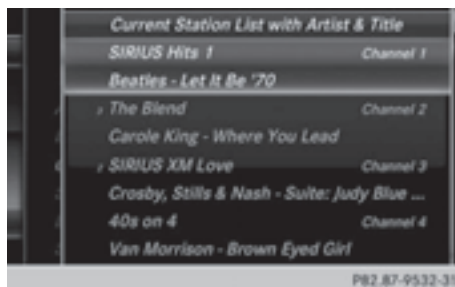 Current Station List with Artist & Title
SIRIUS Hits 1 Channel 1
Beatles - Let It Be '70
The Blend Channel 2
Carole King - Where You Lead
SIRIUS XM Love Channel 3
Crosby, Stills & Nash - Suite: Judy Blue ...
40s on 4 Channel 4
Van Morrison - Brown Eyed Girl
P82.87-9532-31